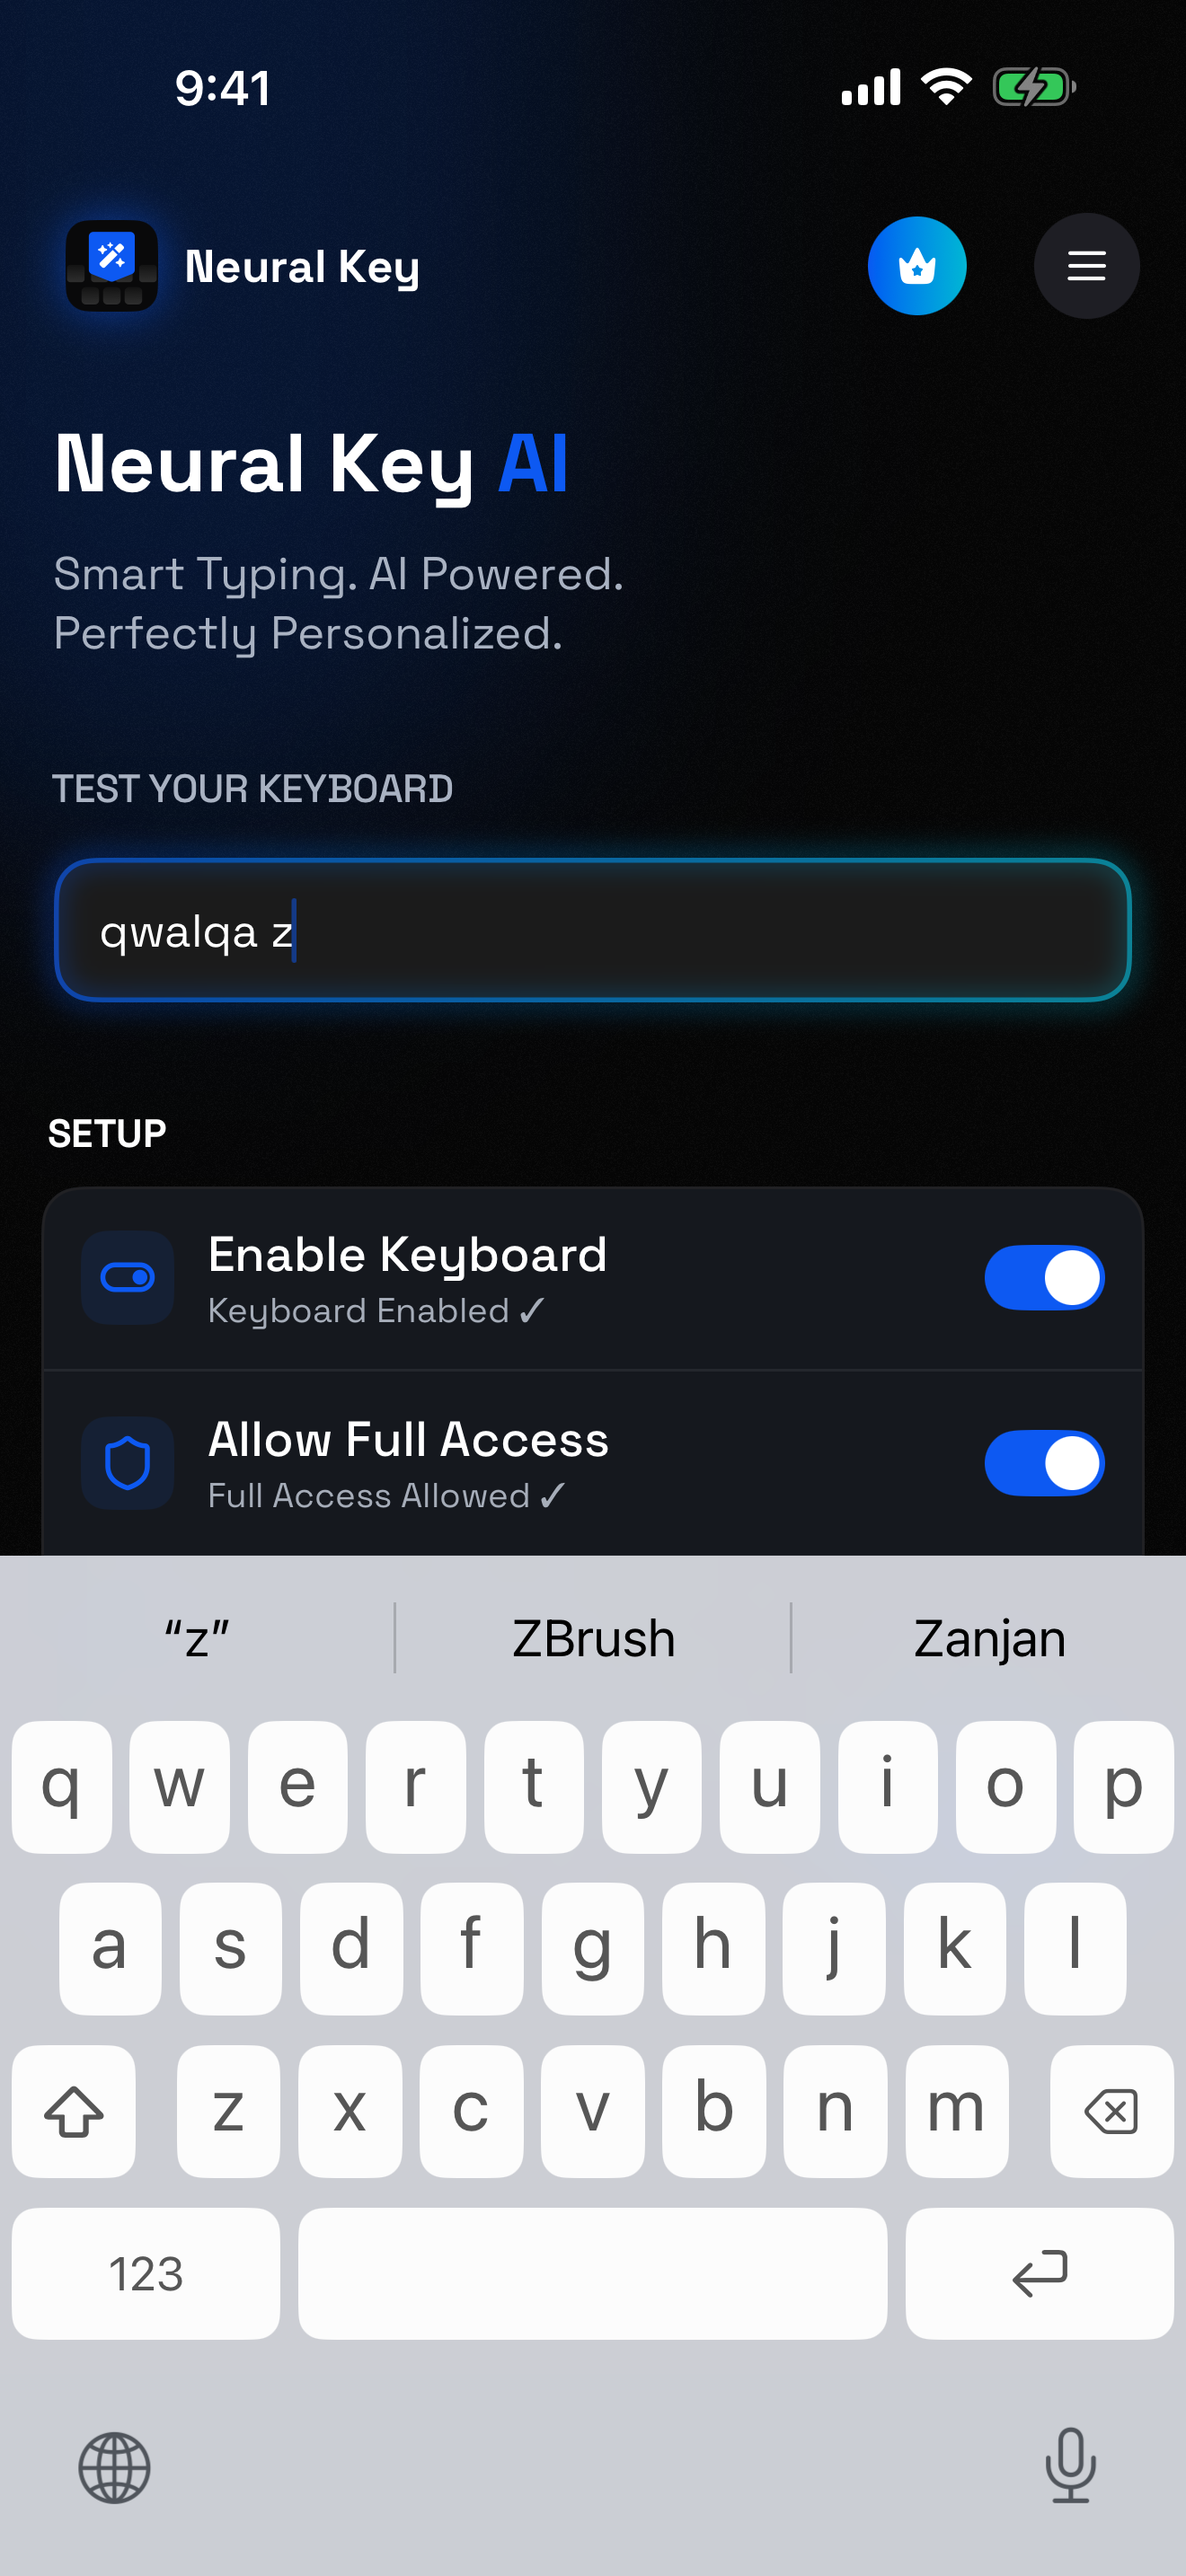 9:41
Neural Key
Neural Key AI
Smart Typing. AI Powered.
Perfectly Personalized.
TEST YOUR KEYBOARD
qwalqa z
SETUP
Enable Keyboard
Keyboard Enabled ✓
Allow Full Access
Full Access Allowed ✓
“z” ZBrush Zanjan
q w e r t y u i o p
a s d f g h j k l
z x c v b n m
123